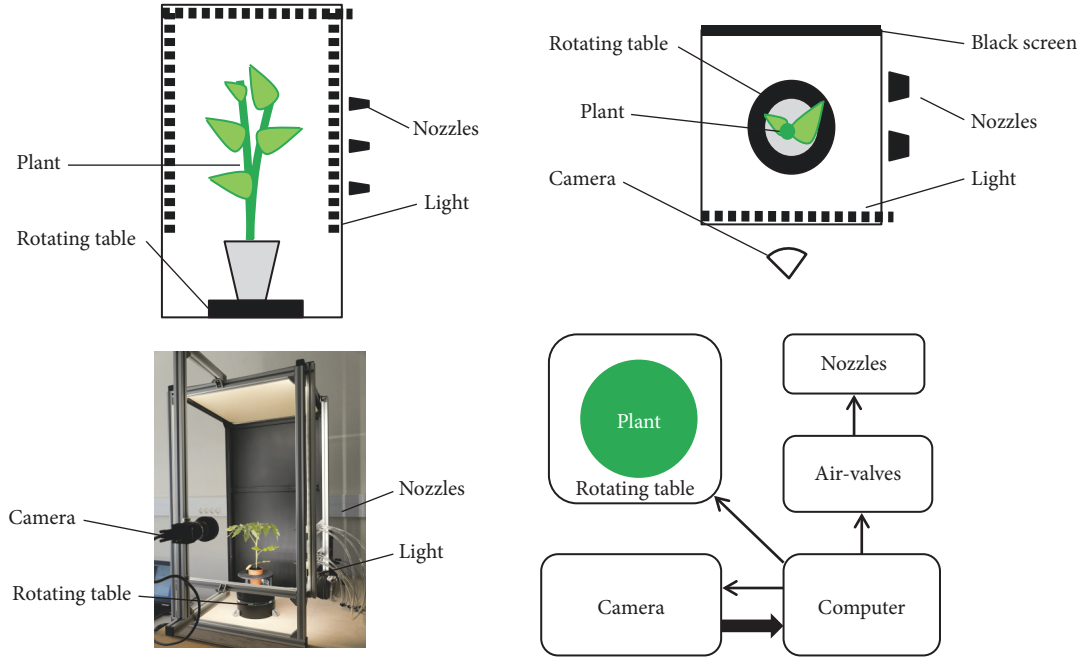 Nozzles
Plant
Light
Rotating table
Rotating table
Black screen
Plant
Nozzles
Camera
Light
Nozzles
Camera
Light
Rotating table
Nozzles
Plant
Air-valves
Rotating table
Camera
Computer